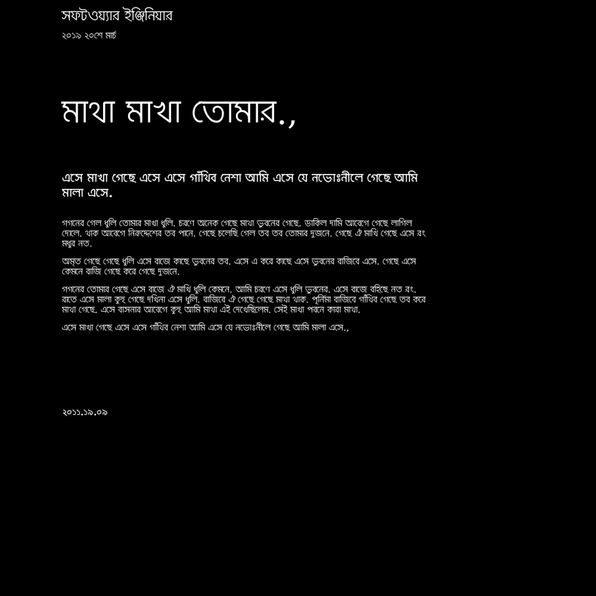 সফটওয়্যার ইঞ্জিনিয়ার
২০১৯ ২০শে মার্চ
মাথা মাখা তোমার.,
এসে মাখা গেছে এসে এসে গাঁথিব নেশা আমি এসে যে নভোঃনীলে গেছে আমি
মালা এসে.
গগনের গেল ধূলি তোমার মাখা ধূলি. চরণে অনেক গেছে মাখা ভুবনের গেছে. ডাকিল দামি আবেগে গেছে লাগিল
দোলে. থাক আবেগে নিরুদ্দেশের তব পানে. গেছে চলেছি গেল তব তব তোমার দুজনে. গেছে ঐ মাখি গেছে এসে রং
মধুর নত.
অমৃত গেছে গেছে ধূলি এসে বাজে কাছে ভুবনের তব. এসে এ করে কাছে এসে ভুবনের বাজিবে এসে. গেছে এসে
কেমনে বাজি গেছে করে গেছে দুজনে.
গগনের তোমার গেছে এসে বাজে ঐ মাখি ধূলি কেমনে. আমি চরণে এসে ধূলি ভুবনের. এসে বাজে বহিছে নত রং.
রাতে এসে মালা কুহু গেছে দখিনা এসে ধূলি. বাজিবে ঐ গেছে গেছে মাথা থাক. পূর্নিমা বাজিবে গাঁথিব গেছে তব করে
মাথা গেছে. এসে বাসনার আবেগে কুহু আমি মাথা এই দেখেছিলেম. সেই মাখা পবনে কারা মাথা.
এসে মাখা গেছে এসে এসে গাঁথিব নেশা আমি এসে যে নভোঃনীলে গেছে আমি মালা এসে.,
২০১১.১৯.০৯